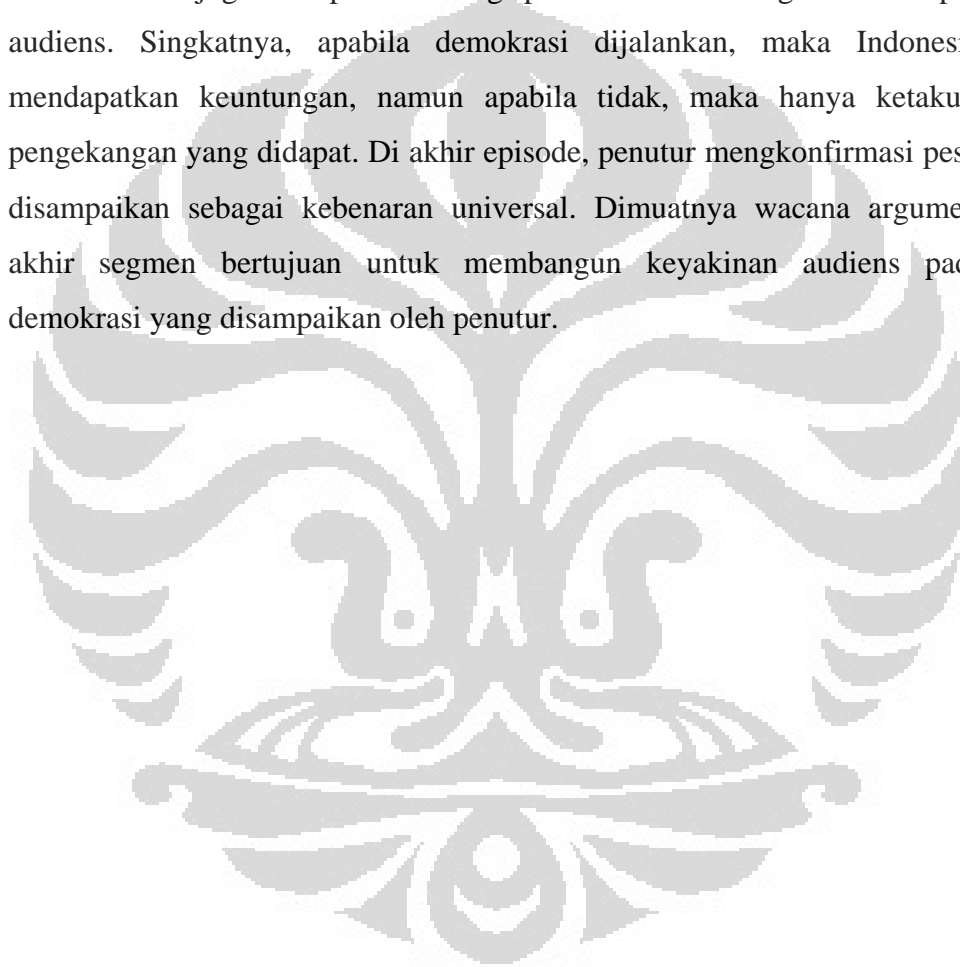 audiens. Singkatnya, apabila demokrasi dijalankan, maka Indonesi
mendapatkan keuntungan, namun apabila tidak, maka hanya ketaku
pengekangan yang didapat. Di akhir episode, penutur mengkonfirmasi pes
disampaikan sebagai kebenaran universal. Dimuatnya wacana argume
akhir segmen bertujuan untuk membangun keyakinan audiens pad
demokrasi yang disampaikan oleh penutur.